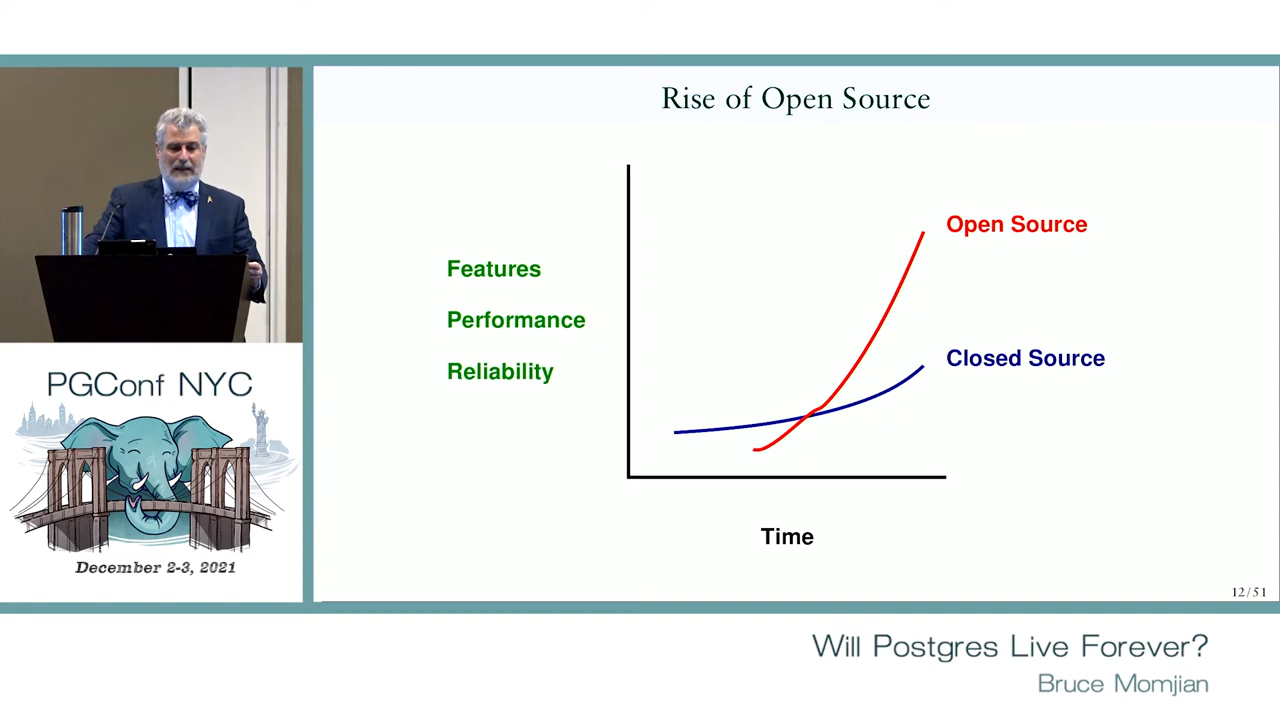 Rise of Open Source
Open Source
Features
Performance
Closed Source
Reliability
Time
12/51
PGConf NYC
December 2-3, 2021
Will Postgres Live Forever?
Bruce Momjian